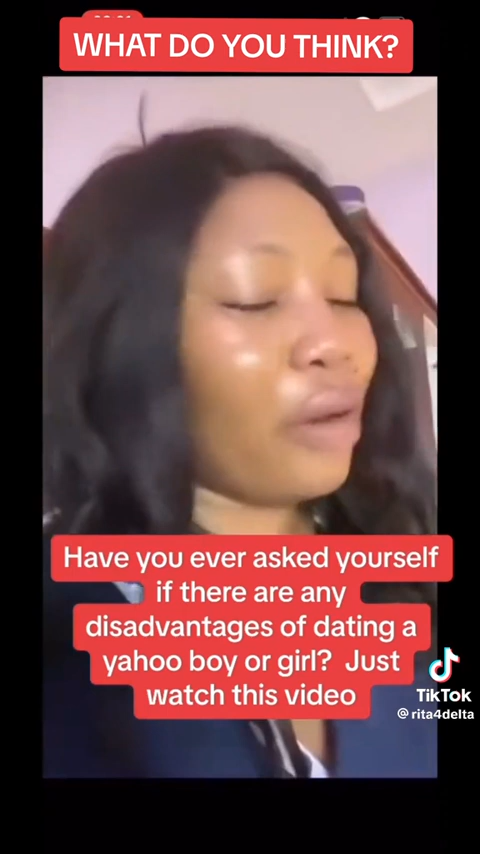 WHAT DO YOU THINK?
Have you ever asked yourself
if there are any
disadvantages of dating a
yahoo boy or girl? Just
watch this video
TikTok
@rita4delta